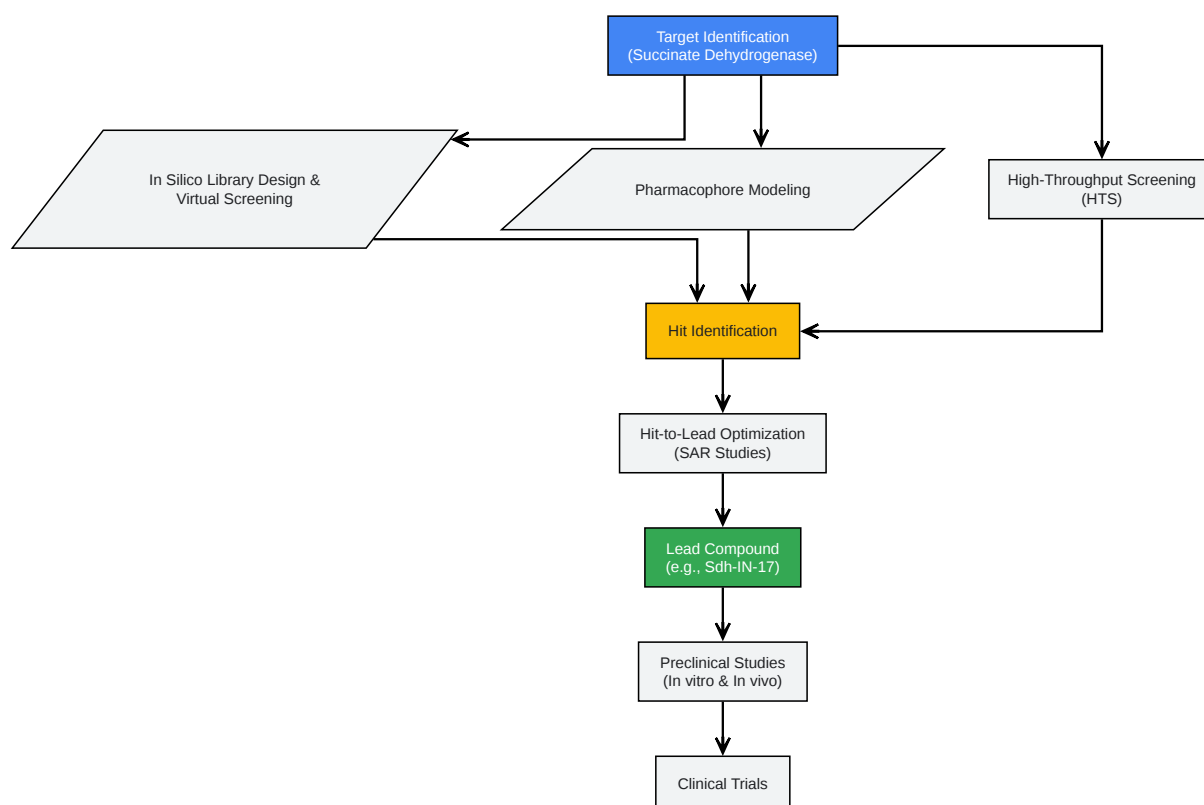 Target Identification
(Succinate Dehydrogenase)
In Silico Library Design &
Virtual Screening
Pharmacophore Modeling
High-Throughput Screening
(HTS)
Hit Identification
Hit-to-Lead Optimization
(SAR Studies)
Lead Compound
(e.g., Sdh-IN-17)
Preclinical Studies
(In vitro & In vivo)
Clinical Trials